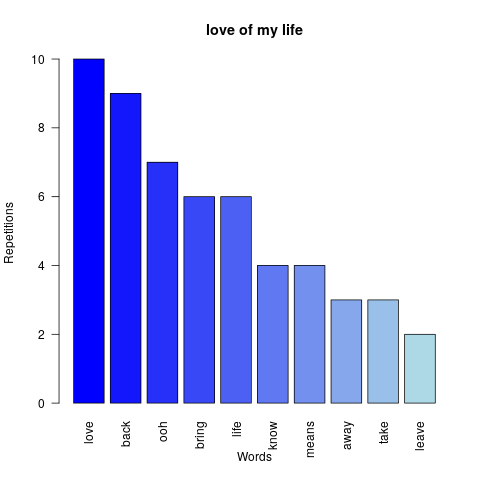 love of my life
Repetitions
10
8
6
4
2
0
love
back
ooh
bring
life
know
means
away
take
leave
Words